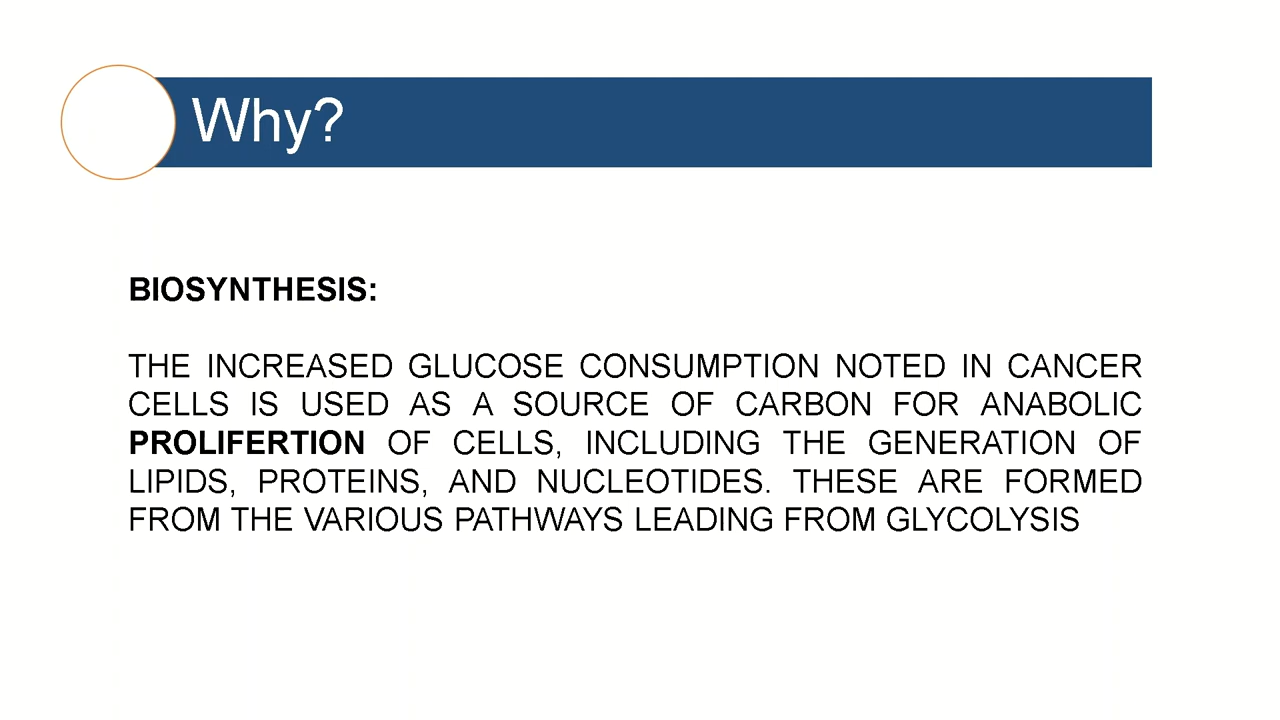 Why?
BIOSYNTHESIS:
THE INCREASED GLUCOSE CONSUMPTION NOTED IN CANCER
CELLS IS USED AS A SOURCE OF CARBON FOR ANABOLIC
PROLIFERTION OF CELLS, INCLUDING THE GENERATION OF
LIPIDS, PROTEINS, AND NUCLEOTIDES. THESE ARE FORMED
FROM THE VARIOUS PATHWAYS LEADING FROM GLYCOLYSIS